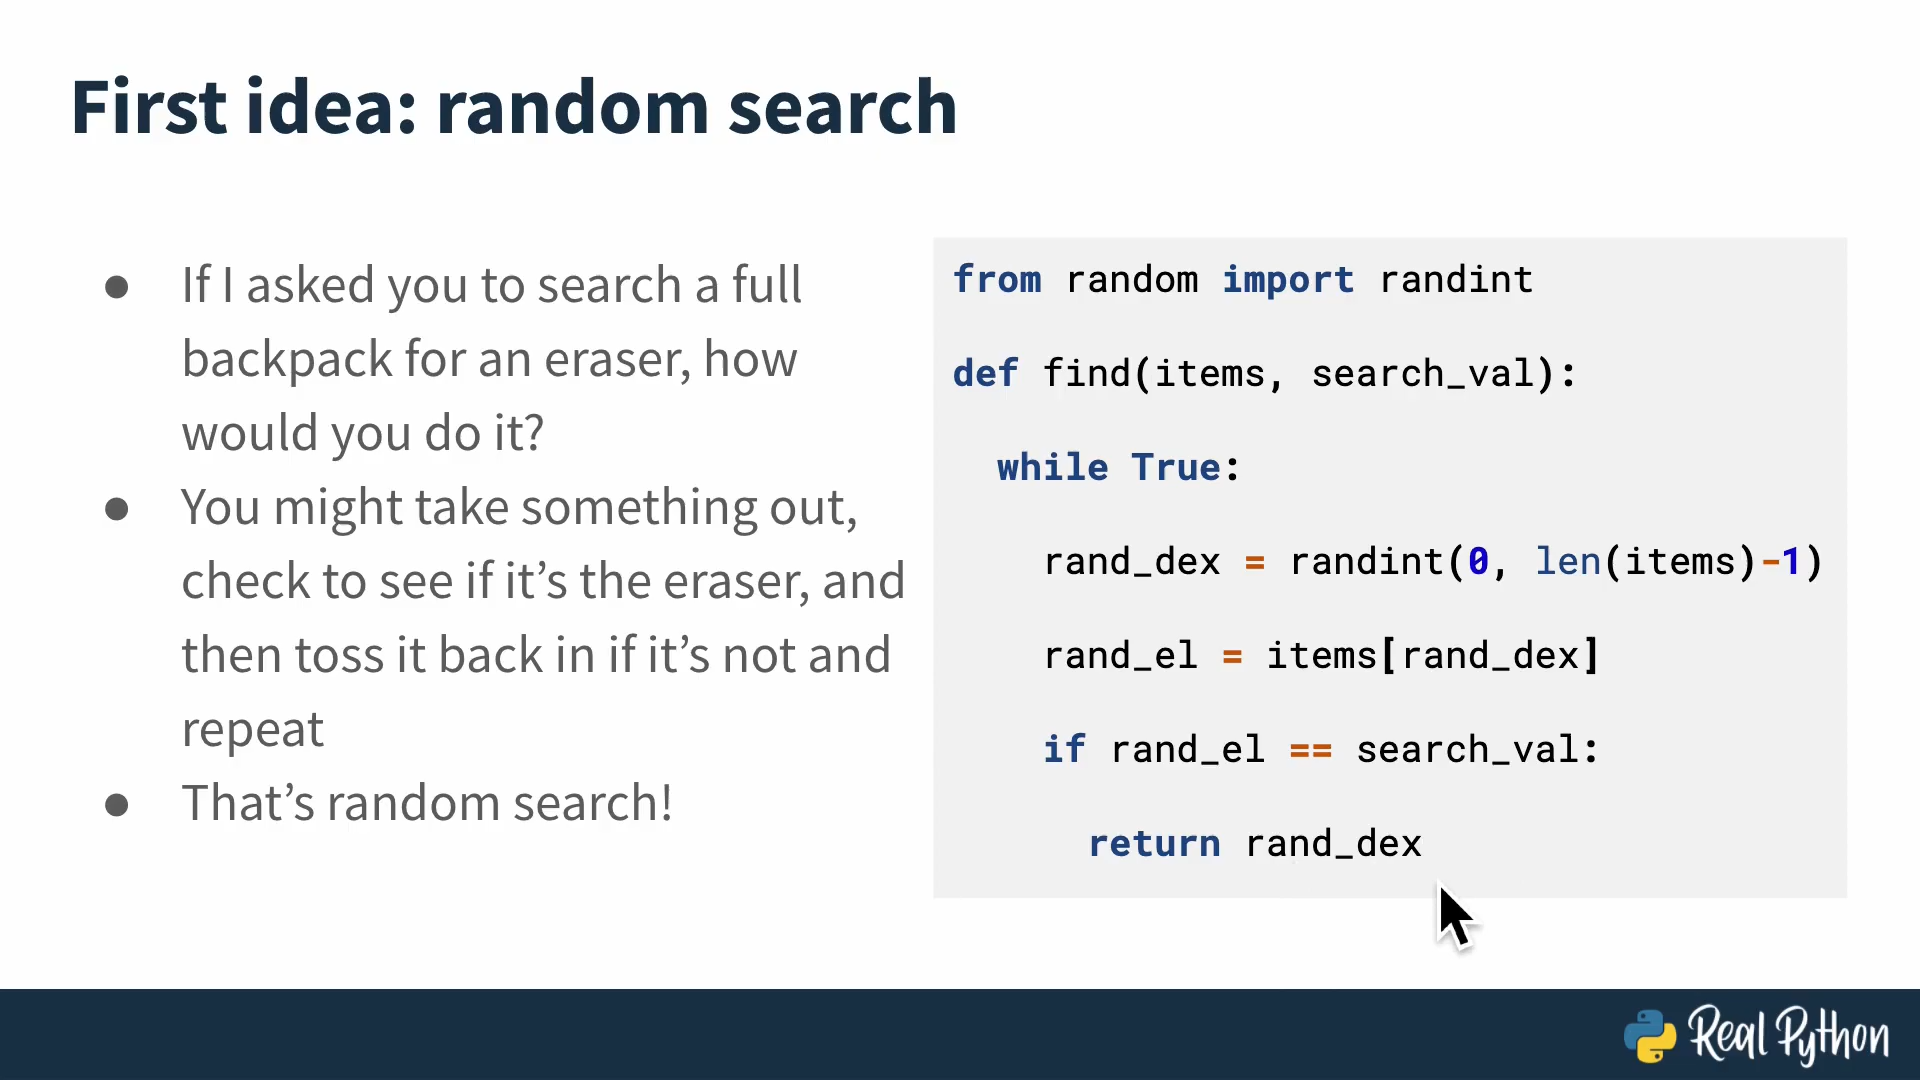 First idea: random search
● If I asked you to search a full
backpack for an eraser, how
would you do it?
● You might take something out,
check to see if it’s the eraser, and
then toss it back in if it’s not and
repeat
● That’s random search!
from random import randint
def find(items, search_val):
  while True:
    rand_dex = randint(0, len(items)-1)
    rand_el = items[rand_dex]
    if rand_el == search_val:
      return rand_dex
Real Python